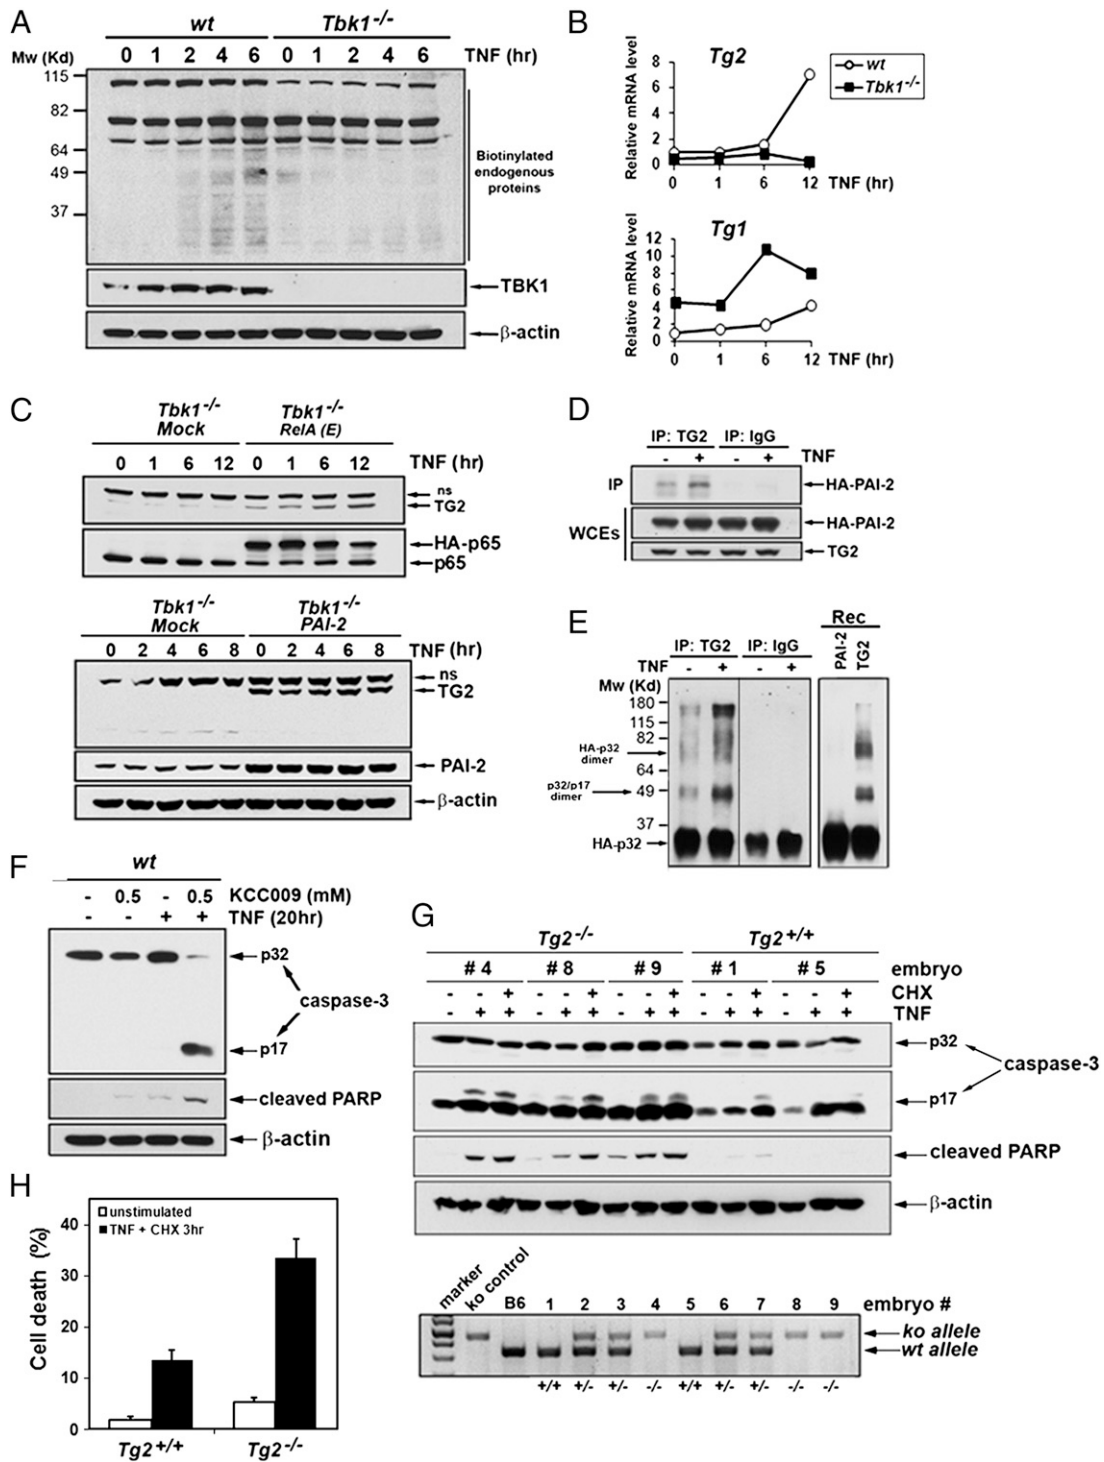 A
wt Tbk1-/-
Mw (Kd) 0 1 2 4 6 0 1 2 4 6 TNF (hr)
115
82
64
49
37
Biotinylated
endogenous
proteins
TBK1
β-actin
B
Tg2
wt
Tbk1-/-
Relative mRNA level
8
6
4
2
0
0 1 6 12 TNF (hr)
Tg1
Relative mRNA level
12
10
8
6
4
2
0
0 1 6 12 TNF (hr)
C
Tbk1-/- Tbk1-/-
Mock RelA (E)
0 1 6 12 0 1 6 12 TNF (hr)
ns
TG2
HA-p65
p65
Tbk1-/- Tbk1-/-
Mock PAI-2
0 2 4 6 8 0 2 4 6 8 TNF (hr)
ns
TG2
PAI-2
β-actin
D
IP: TG2 IP: IgG
- + - + TNF
IP HA-PAI-2
WCEs HA-PAI-2
TG2
E
Rec
IP: TG2 IP: IgG PAI-2 TG2
TNF - + - +
Mw (Kd)
180
115
82
HA-p32
dimer
64
p32/p17
dimer
49
37
HA-p32
F
wt
- 0.5 - 0.5 KCC009 (mM)
- - + + TNF (20hr)
p32
caspase-3
p17
cleaved PARP
β-actin
G
Tg2-/- Tg2+/+
# 4 # 8 # 9 # 1 # 5 embryo
- - + - - + - - + - - + - - + CHX
- + + - + + - + + - + + - + + TNF
p32
caspase-3
p17
cleaved PARP
β-actin
marker ko control B6 1 2 3 4 5 6 7 8 9 embryo #
ko allele
wt allele
+/+ +/- +/- -/- +/+ +/- +/- -/- -/-
H
unstimulated
TNF + CHX 3hr
Cell death (%)
40
30
20
10
0
Tg2+/+ Tg2-/-